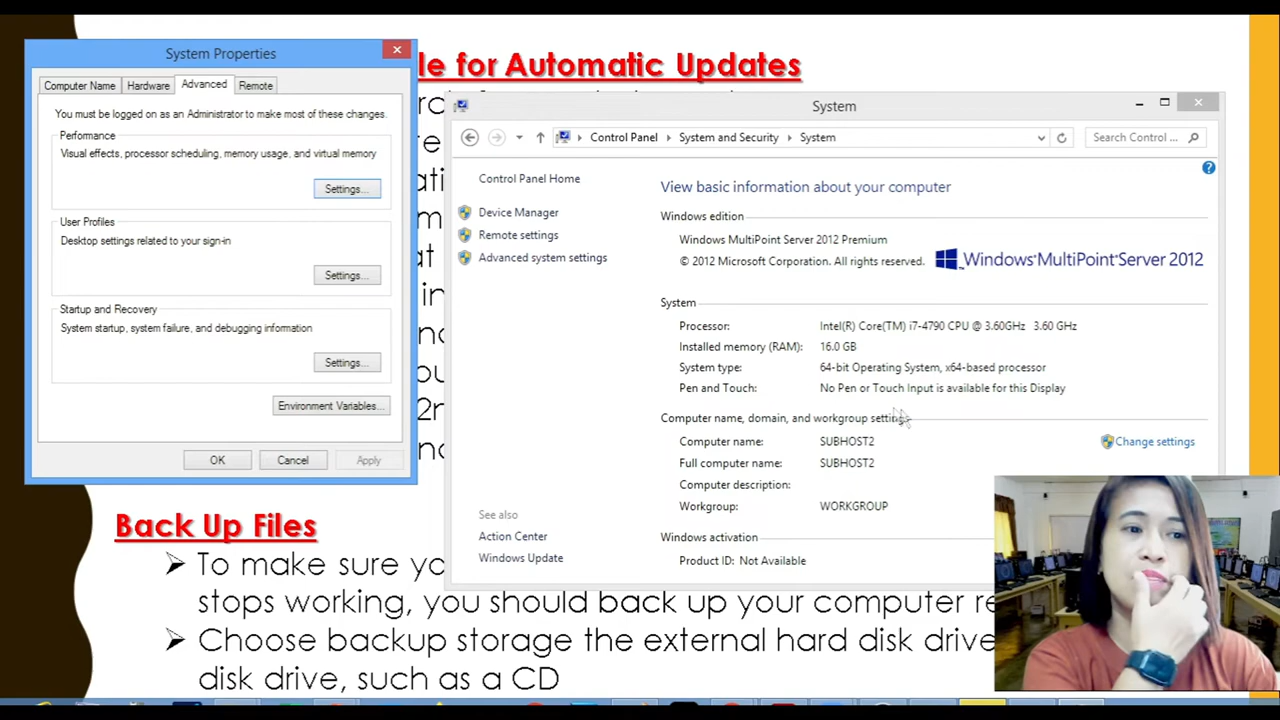 System Properties
Computer Name
Hardware
Advanced
Remote
You must be logged on as an Administrator to make most of these changes.
Performance
Visual effects, processor scheduling, memory usage, and virtual memory
Settings...
User Profiles
Desktop settings related to your sign-in
Settings...
Startup and Recovery
System startup, system failure, and debugging information
Settings...
Environment Variables...
OK
Cancel
Apply
le for Automatic Updates
System
Control Panel
System and Security
System
Search Control ...
Control Panel Home
Device Manager
Remote settings
Advanced system settings
See also
Action Center
Windows Update
View basic information about your computer
Windows edition
Windows MultiPoint Server 2012 Premium
© 2012 Microsoft Corporation. All rights reserved.
Windows MultiPoint Server 2012
System
Processor: Intel(R) Core(TM) i7-4790 CPU @ 3.60GHz 3.60 GHz
Installed memory (RAM): 16.0 GB
System type: 64-bit Operating System, x64-based processor
Pen and Touch: No Pen or Touch Input is available for this Display
Computer name, domain, and workgroup settings
Computer name: SUBHOST2
Change settings
Full computer name: SUBHOST2
Computer description:
Workgroup: WORKGROUP
Windows activation
Product ID: Not Available
Back Up Files
To make sure yo
stops working, you should back up your computer re
Choose backup storage the external hard disk drive
disk drive, such as a CD